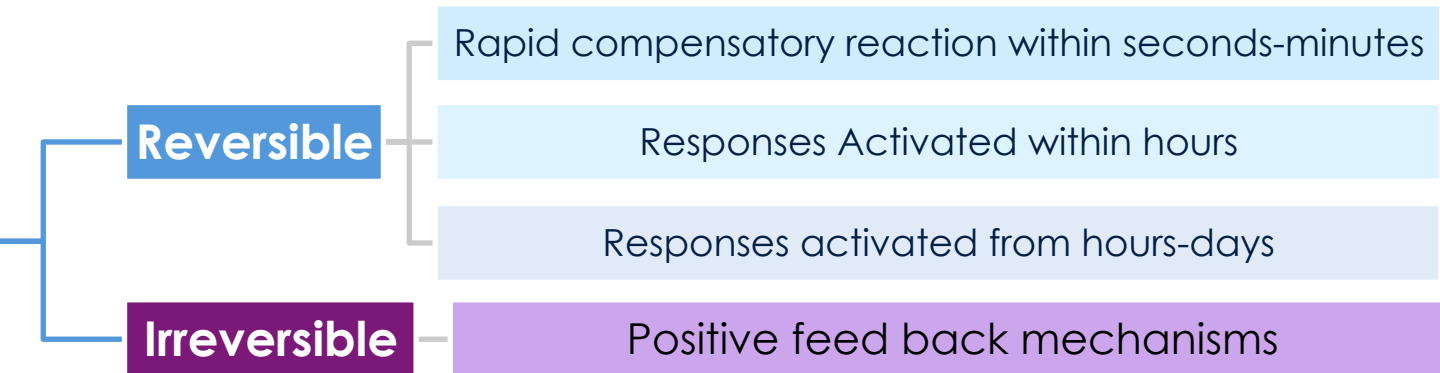 Rapid compensatory reaction within seconds-minutes
Reversible
Responses Activated within hours
Responses activated from hours-days
Irreversible
Positive feed back mechanisms